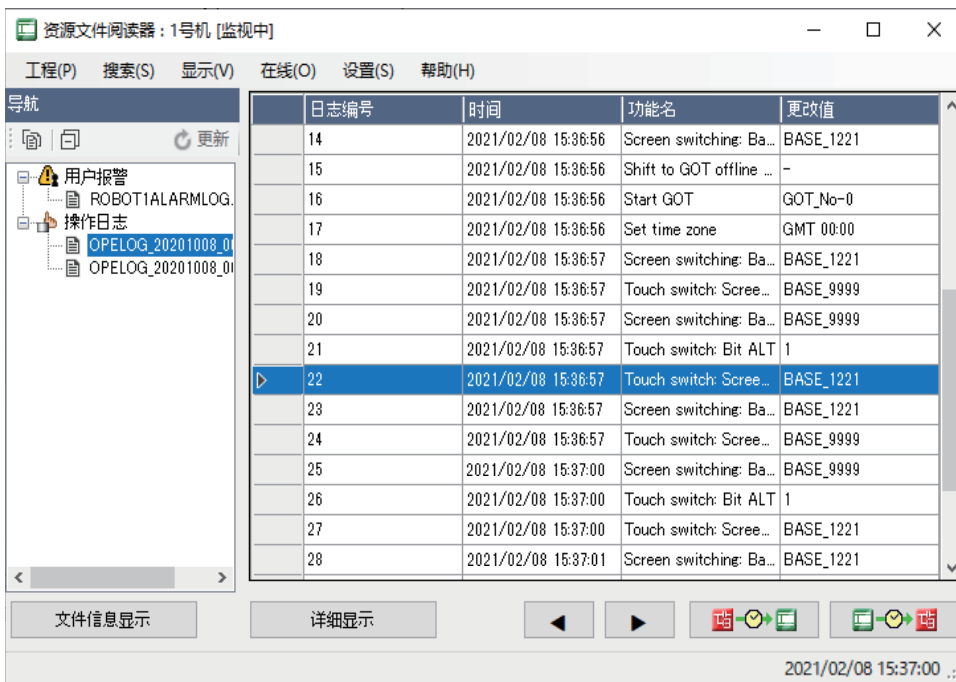 资源文件阅读器：1号机 [监视中]
工程(P) 搜索(S) 显示(V) 在线(O) 设置(S) 帮助(H)
导航
更新
用户报警
ROBOT1ALARMLOG.
操作日志
OPELOG_20201008_0
OPELOG_20201008_0
日志编号 时间 功能名 更改值
14 2021/02/08 15:36:56 Screen switching: Ba... BASE_1221
15 2021/02/08 15:36:56 Shift to GOT offline ... -
16 2021/02/08 15:36:56 Start GOT GOT_No-0
17 2021/02/08 15:36:56 Set time zone GMT 00:00
18 2021/02/08 15:36:57 Screen switching: Ba... BASE_1221
19 2021/02/08 15:36:57 Touch switch: Scree... BASE_9999
20 2021/02/08 15:36:57 Screen switching: Ba... BASE_9999
21 2021/02/08 15:36:57 Touch switch: Bit ALT 1
22 2021/02/08 15:36:57 Touch switch: Scree... BASE_1221
23 2021/02/08 15:36:57 Screen switching: Ba... BASE_1221
24 2021/02/08 15:36:57 Touch switch: Scree... BASE_9999
25 2021/02/08 15:37:00 Screen switching: Ba... BASE_9999
26 2021/02/08 15:37:00 Touch switch: Bit ALT 1
27 2021/02/08 15:37:00 Touch switch: Scree... BASE_1221
28 2021/02/08 15:37:01 Screen switching: Ba... BASE_1221
文件信息显示 详细显示
2021/02/08 15:37:00